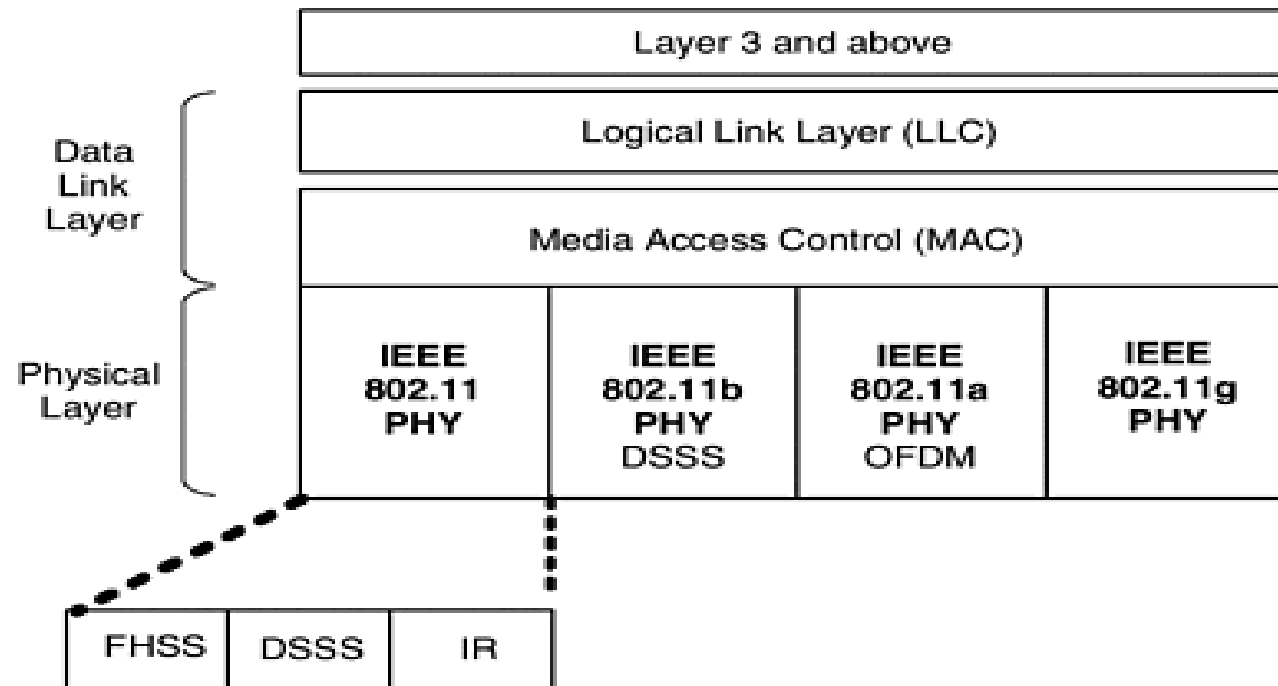 Layer 3 and above
Data
Link
Layer
Logical Link Layer (LLC)
Media Access Control (MAC)
Physical
Layer
IEEE
802.11
PHY
IEEE
802.11b
PHY
DSSS
IEEE
802.11a
PHY
OFDM
IEEE
802.11g
PHY
FHSS
DSSS
IR